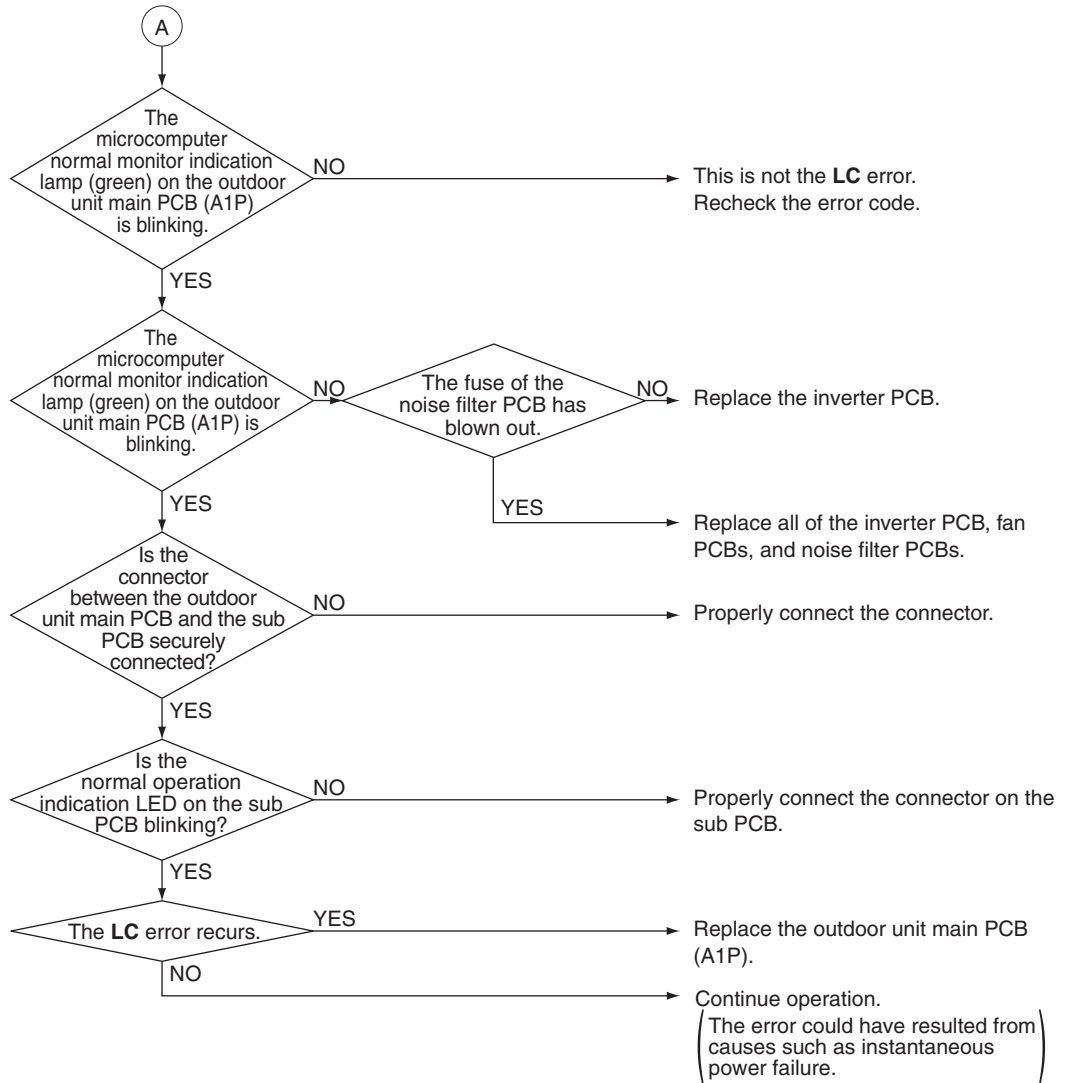 A
The
microcomputer
normal monitor indication
lamp (green) on the outdoor
unit main PCB (A1P)
is blinking.
NO
This is not the LC error.
Recheck the error code.
YES
The
microcomputer
normal monitor indication
lamp (green) on the outdoor
unit main PCB (A1P) is
blinking.
NO
The fuse of the
noise filter PCB has
blown out.
NO
Replace the inverter PCB.
YES
Replace all of the inverter PCB, fan
PCBs, and noise filter PCBs.
YES
Is the
connector
between the outdoor
unit main PCB and the sub
PCB securely
connected?
NO
Properly connect the connector.
YES
Is the
normal operation
indication LED on the sub
PCB blinking?
NO
Properly connect the connector on the
sub PCB.
YES
The LC error recurs.
YES
Replace the outdoor unit main PCB
(A1P).
NO
Continue operation.
(The error could have resulted from
causes such as instantaneous
power failure.)